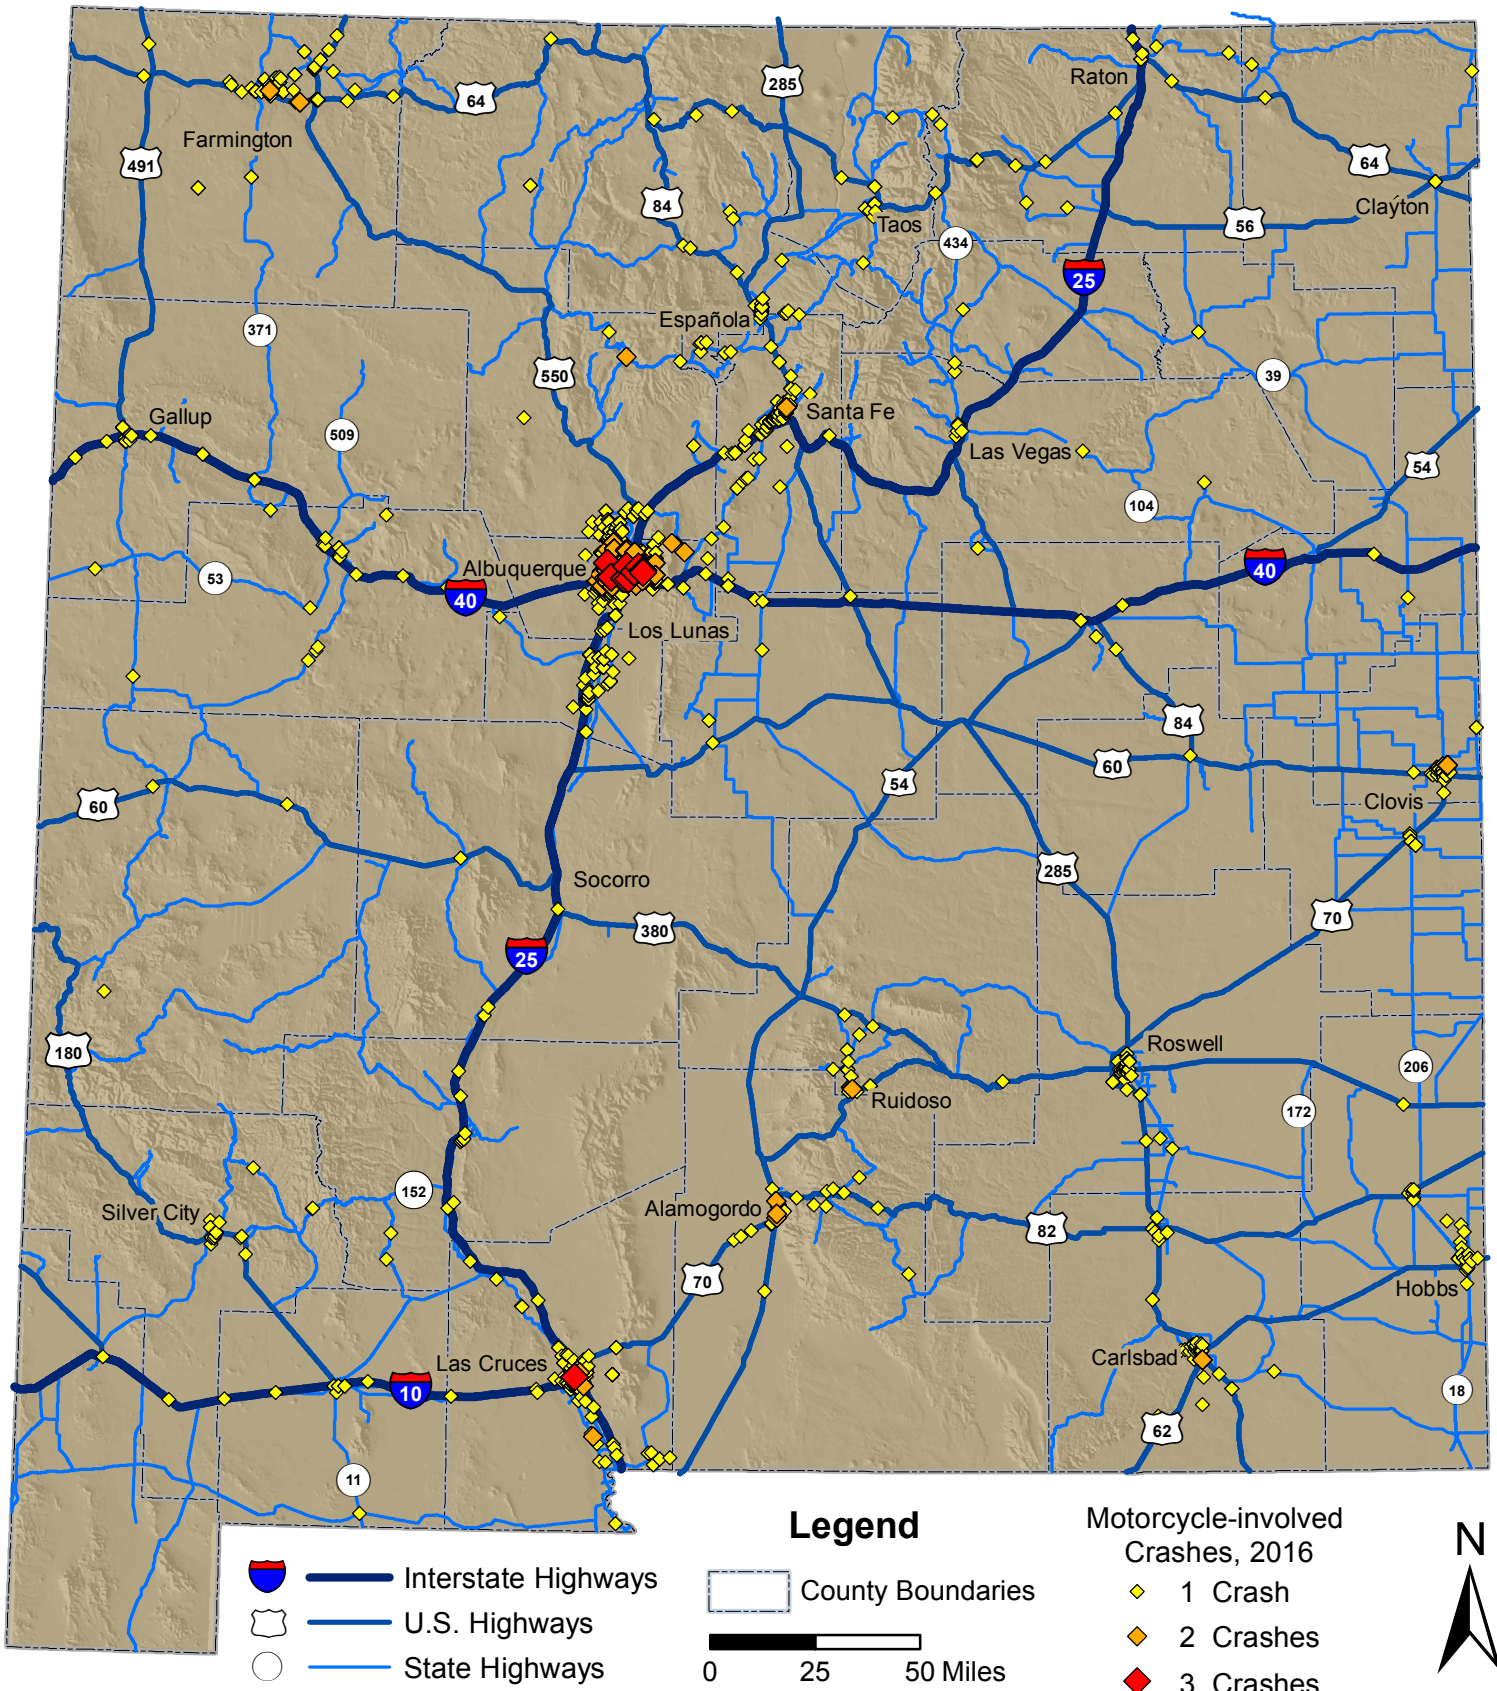 Raton
285
64
Farmington
491
64
84
Clayton
56
Taos
434
25
Española
371
550
39
Gallup
Santa Fe
509
Las Vegas
54
104
Albuquerque
40
53
40
Los Lunas
84
60
54
60
Clovis
285
Socorro
70
380
25
180
Roswell
206
Ruidoso
172
152
Silver City
Alamogordo
82
70
Hobbs
Las Cruces
Carlsbad
10
18
62
11
Legend
Interstate Highways
U.S. Highways
State Highways
County Boundaries
0 25 50 Miles
Motorcycle-involved
Crashes, 2016
1 Crash
2 Crashes
3 Crashes
N